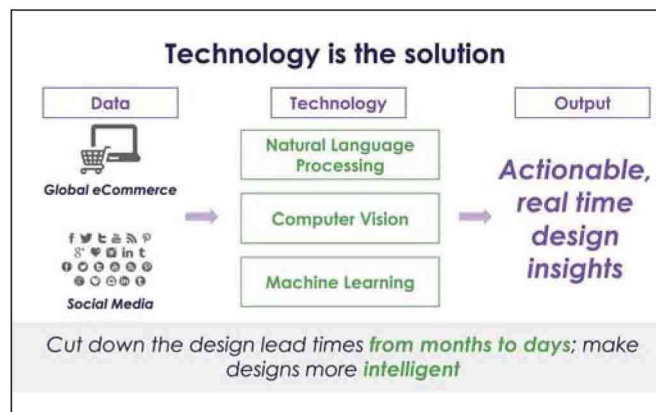 Technology is the solution
Data
Technology
Output
Global eCommerce
Social Media
Natural Language
Processing
Computer Vision
Machine Learning
Actionable,
real time
design
insights
Cut down the design lead times from months to days; make
designs more intelligent